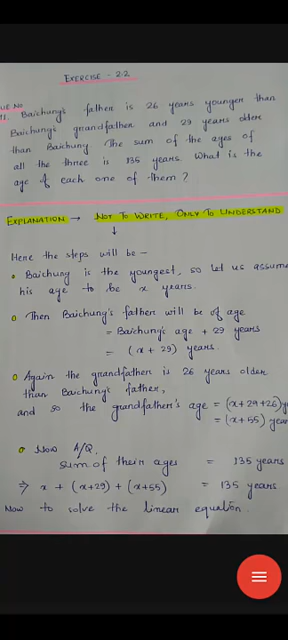 EXERCISE - 2.2
11. Baichung's father is 26 years younger than
Baichung's grandfather and 29 years older
than Baichung. The sum of the ages of
all the three is 135 years. What is the
age of each one of them?
EXPLANATION → NOT TO WRITE, ONLY TO UNDERSTAND
↓
Here the steps will be –
Baichung is the youngest, so let us assume
his age to be x years.
Then Baichung's father will be of age
= Baichung's age + 29 years
= (x + 29) years.
Again the grandfather is 26 years older
than Baichung's father,
and so the grandfather's age = (x+29+26) y
= (x+55) year
Now A/Q,
Sum of their ages = 135 years
⇒ x + (x+29) + (x+55) = 135 years
Now to solve the linear equation.